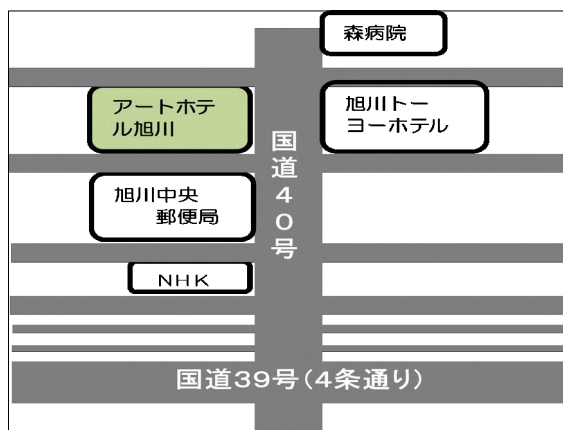 森病院
アートホテ
ル旭川
旭川トー
ヨーホテル
国道40号
旭川中央
郵便局
NHK
国道39号(4条通り)